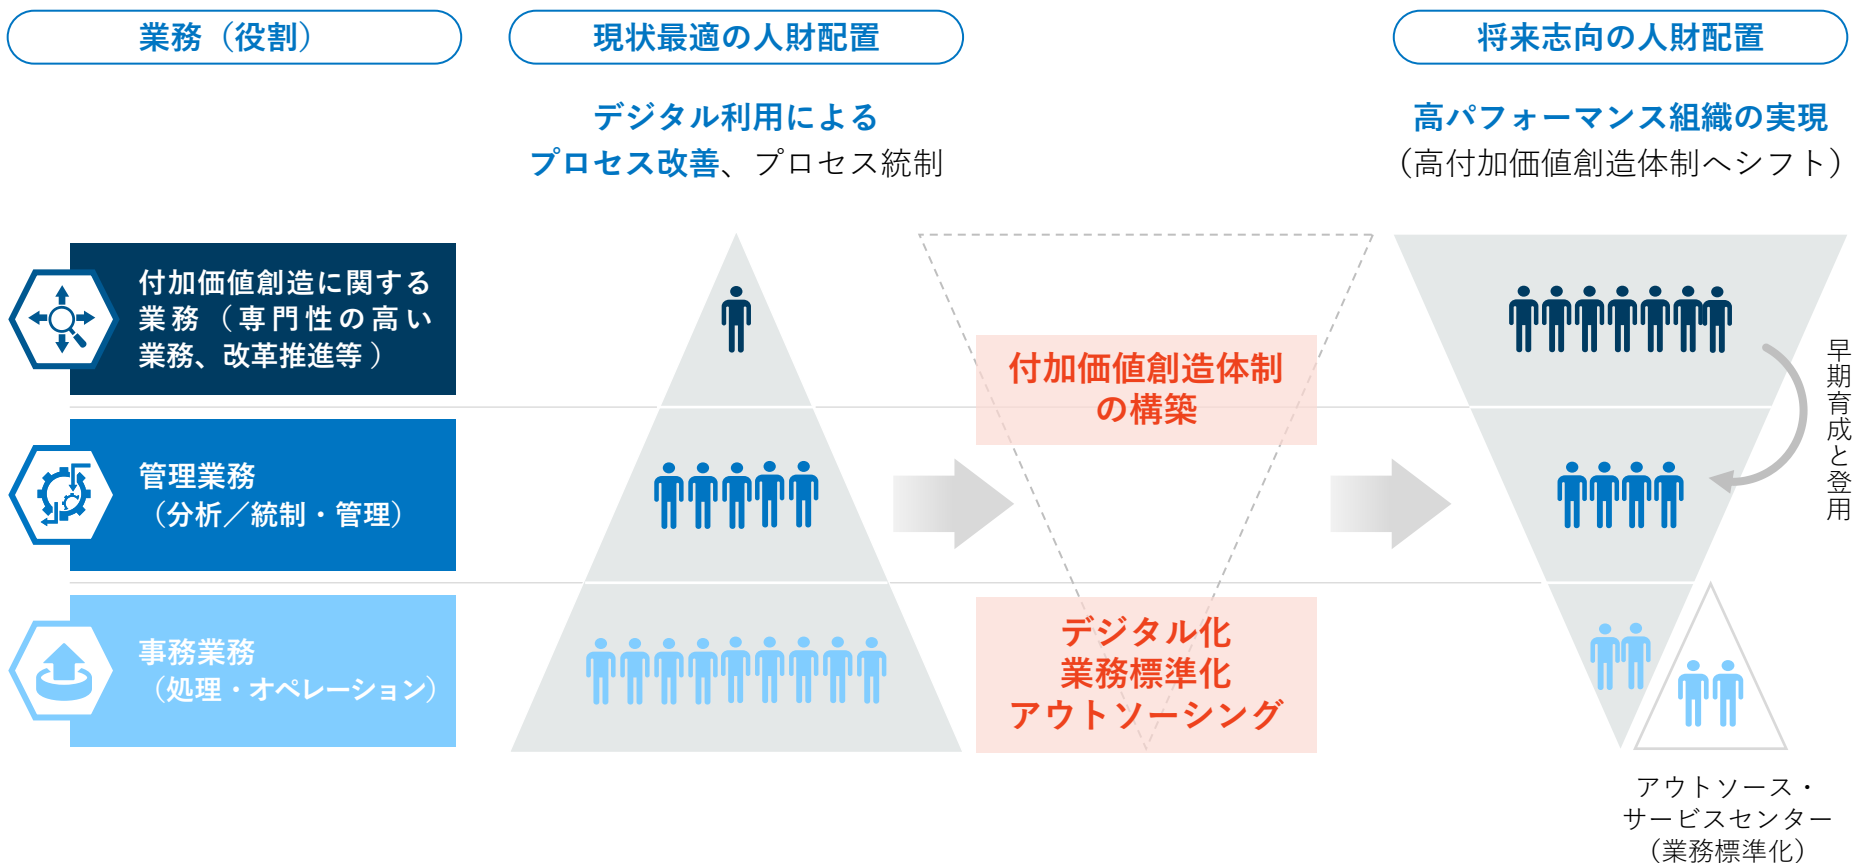 業務（役割）
現状最適の人財配置
将来志向の人財配置
デジタル利用による
プロセス改善、プロセス統制
高パフォーマンス組織の実現
（高付加価値創造体制へシフト）
付加価値創造に関する
業務（専門性の高い
業務、改革推進等）
管理業務
（分析／統制・管理）
事務業務
（処理・オペレーション）
付加価値創造体制
の構築
デジタル化
業務標準化
アウトソーシング
早期育成と登用
アウトソース・
サービスセンター
（業務標準化）